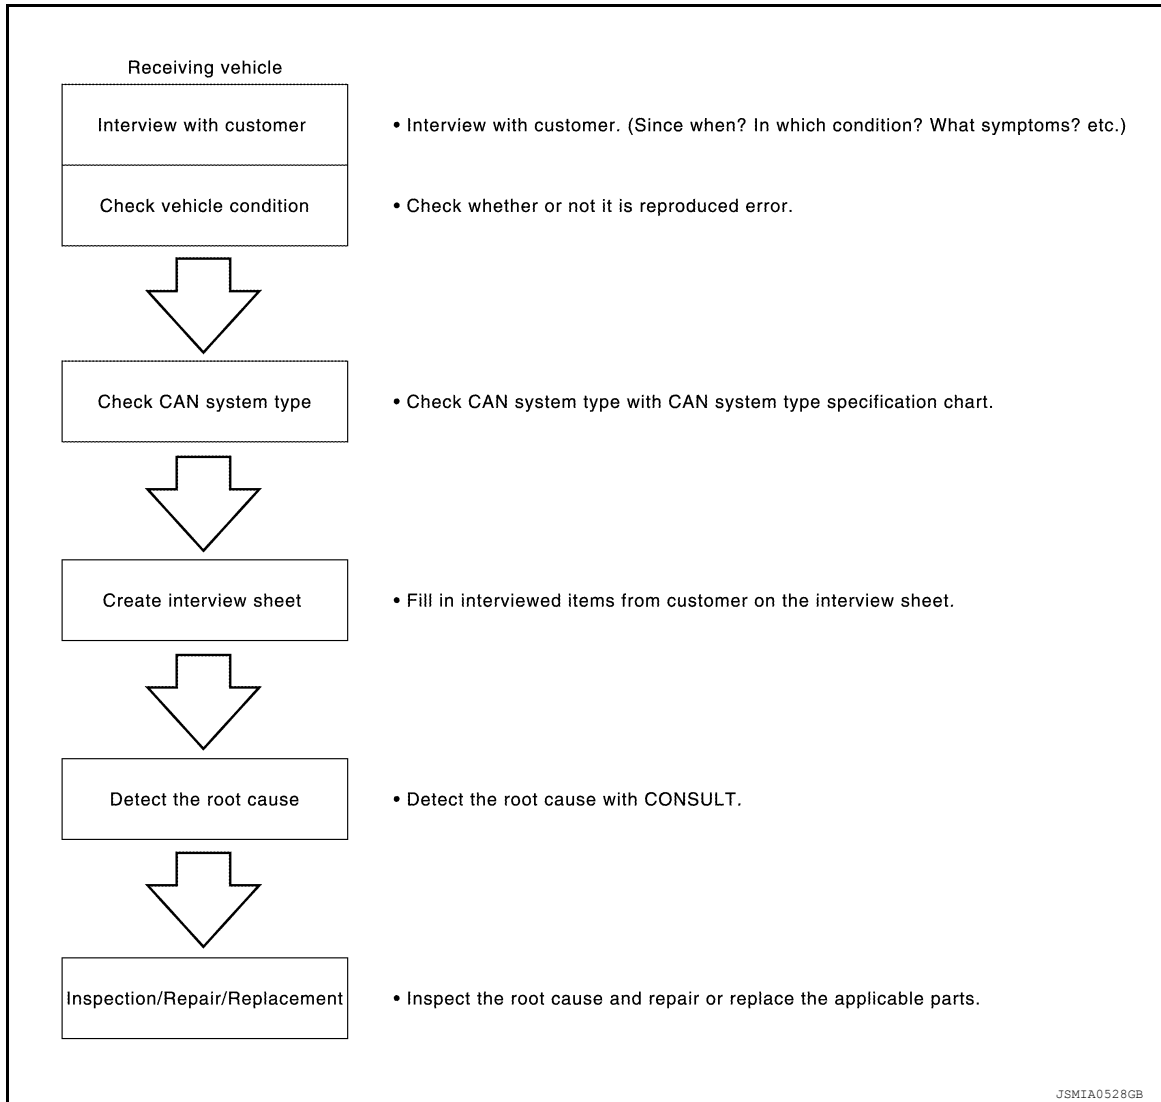 Receiving vehicle
Interview with customer
• Interview with customer. (Since when? In which condition? What symptoms? etc.)
Check vehicle condition
• Check whether or not it is reproduced error.
Check CAN system type
• Check CAN system type with CAN system type specification chart.
Create interview sheet
• Fill in interviewed items from customer on the interview sheet.
Detect the root cause
• Detect the root cause with CONSULT.
Inspection/Repair/Replacement
• Inspect the root cause and repair or replace the applicable parts.
JSMIA0528GB